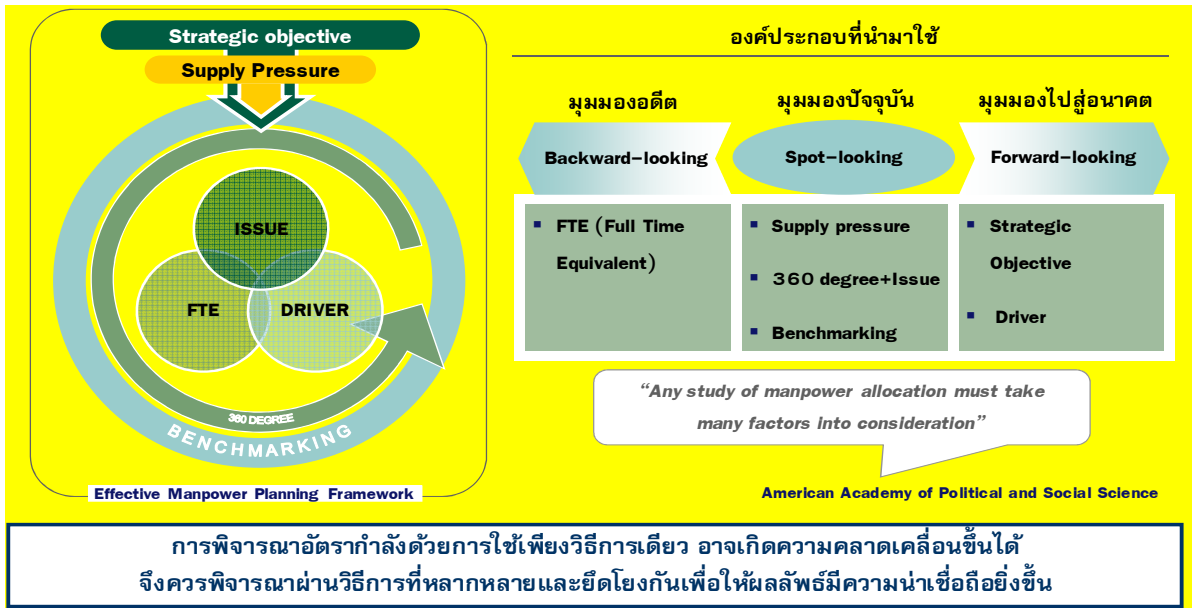 Strategic objective
Supply Pressure
ISSUE
FTE
DRIVER
360 DEGREE
BENCHMARKING
Effective Manpower Planning Framework
องค์ประกอบที่นำมาใช้
มุมมองอดีต
มุมมองปัจจุบัน
มุมมองไปสู่อนาคต
Backward-looking
Spot-looking
Forward-looking
▪ FTE (Full Time
Equivalent)
▪ Supply pressure
▪ 360 degree+Issue
▪ Benchmarking
▪ Strategic
Objective
▪ Driver
“Any study of manpower allocation must take
many factors into consideration”
American Academy of Political and Social Science
การพิจารณาอัตรากำลังด้วยการใช้เพียงวิธีการเดียว อาจเกิดความคลาดเคลื่อนขึ้นได้
จึงควรพิจารณาผ่านวิธีการที่หลากหลายและยึดโยงกันเพื่อให้ผลลัพธ์มีความน่าเชื่อถือยิ่งขึ้น